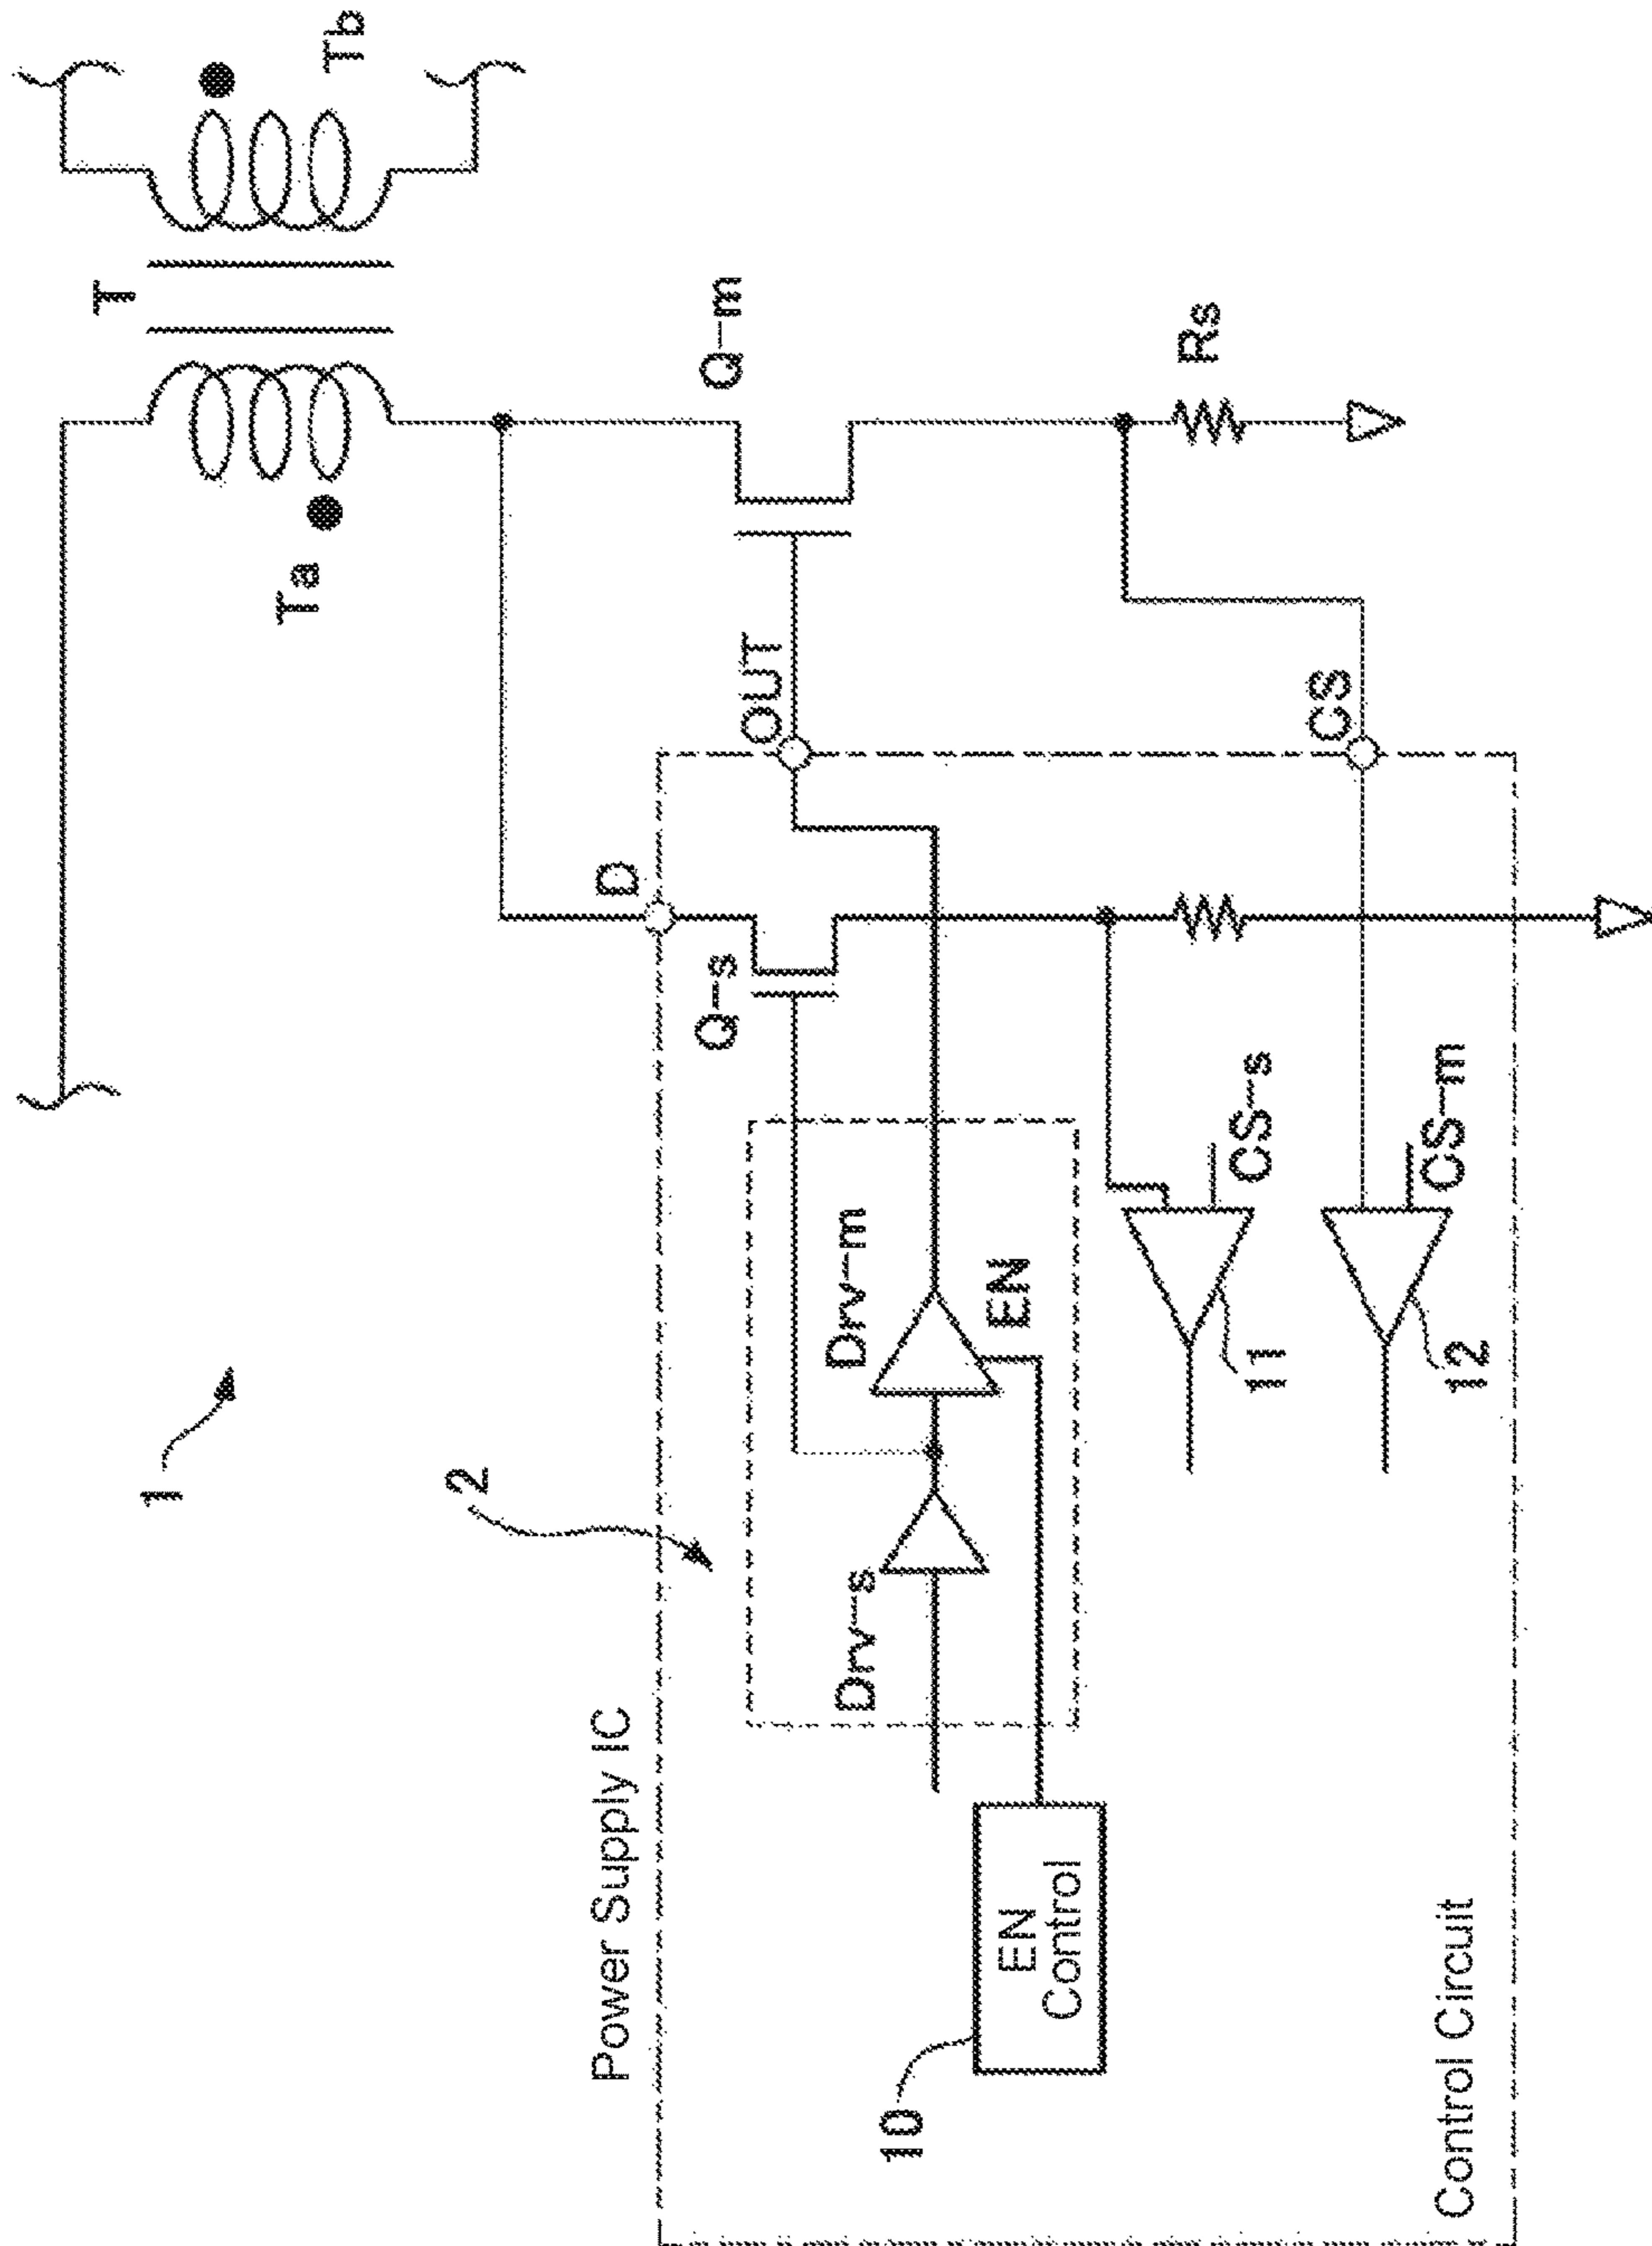 T
Ta
Tb
1
Q-m
D
OUT
Power Supply IC
2
Q-s
Drv-s
Drv-m
EN
10
EN
Control
Rs
CS
CS-s
11
CS-m
12
Control Circuit